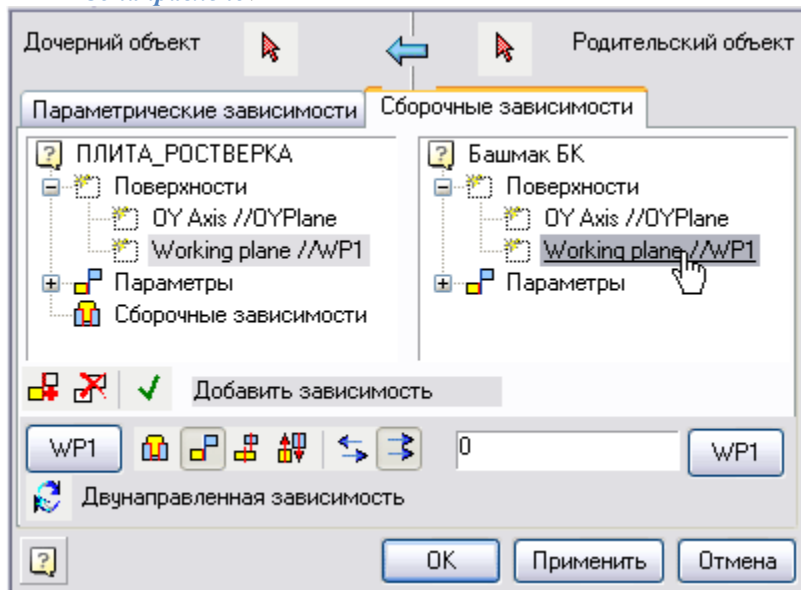 Дочерний объект
Родительский объект
Параметрические зависимости
Сборочные зависимости
ПЛИТА_РОСТВЕРКА
Поверхности
OY Axis //OYPlane
Working plane //WP1
Параметры
Сборочные зависимости
Башмак БК
Поверхности
OY Axis //OYPlane
Working plane //WP1
Параметры
Добавить зависимость
WP1
0
WP1
Двунаправленная зависимость
OK
Применить
Отмена